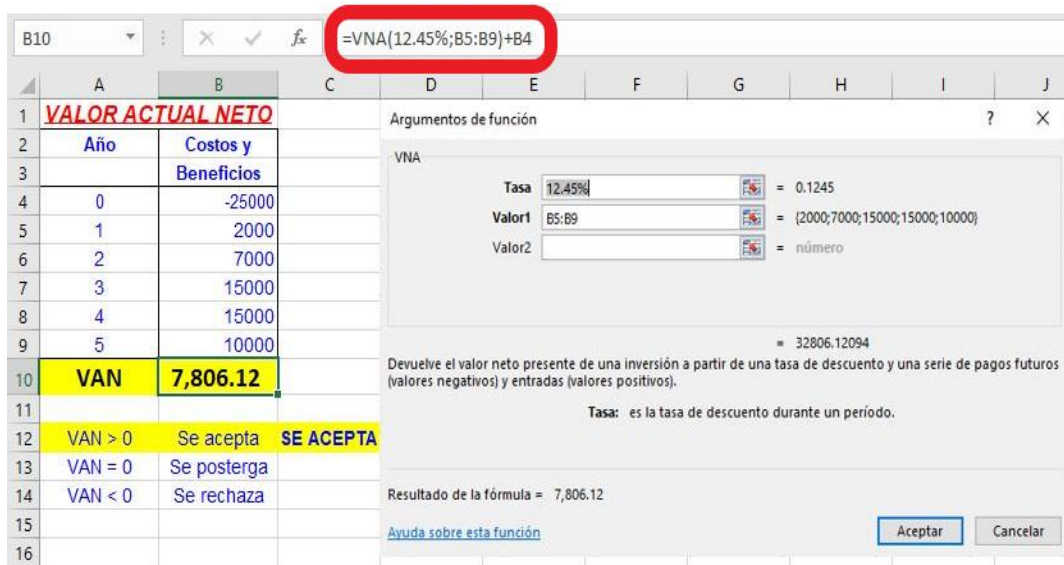 B10 fx =VNA(12.45%;B5:B9)+B4
A B C D E F G H I J
1 VALOR ACTUAL NETO
2 Año Costos y
3 Beneficios
4 0 -25000
5 1 2000
6 2 7000
7 3 15000
8 4 15000
9 5 10000
10 VAN 7,806.12
11
12 VAN > 0 Se acepta SE ACEPTA
13 VAN = 0 Se posterga
14 VAN < 0 Se rechaza
15
16
Argumentos de función ? X
VNA
Tasa 12.45% = 0.1245
Valor1 B5:B9 = {2000;7000;15000;15000;10000}
Valor2 = número
= 32806.12094
Devuelve el valor neto presente de una inversión a partir de una tasa de descuento y una serie de pagos futuros
(valores negativos) y entradas (valores positivos).
Tasa: es la tasa de descuento durante un período.
Resultado de la fórmula = 7,806.12
Ayuda sobre esta función Aceptar Cancelar